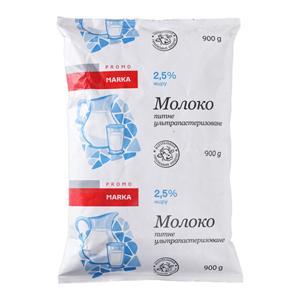 PROMO
MARKA
2,5%
жиру
900 g
Молоко
питне
ультрапастеризоване
900 g
PROMO
MARKA
2,5%
жиру
Молоко
питне
ультрапастеризоване
900 g